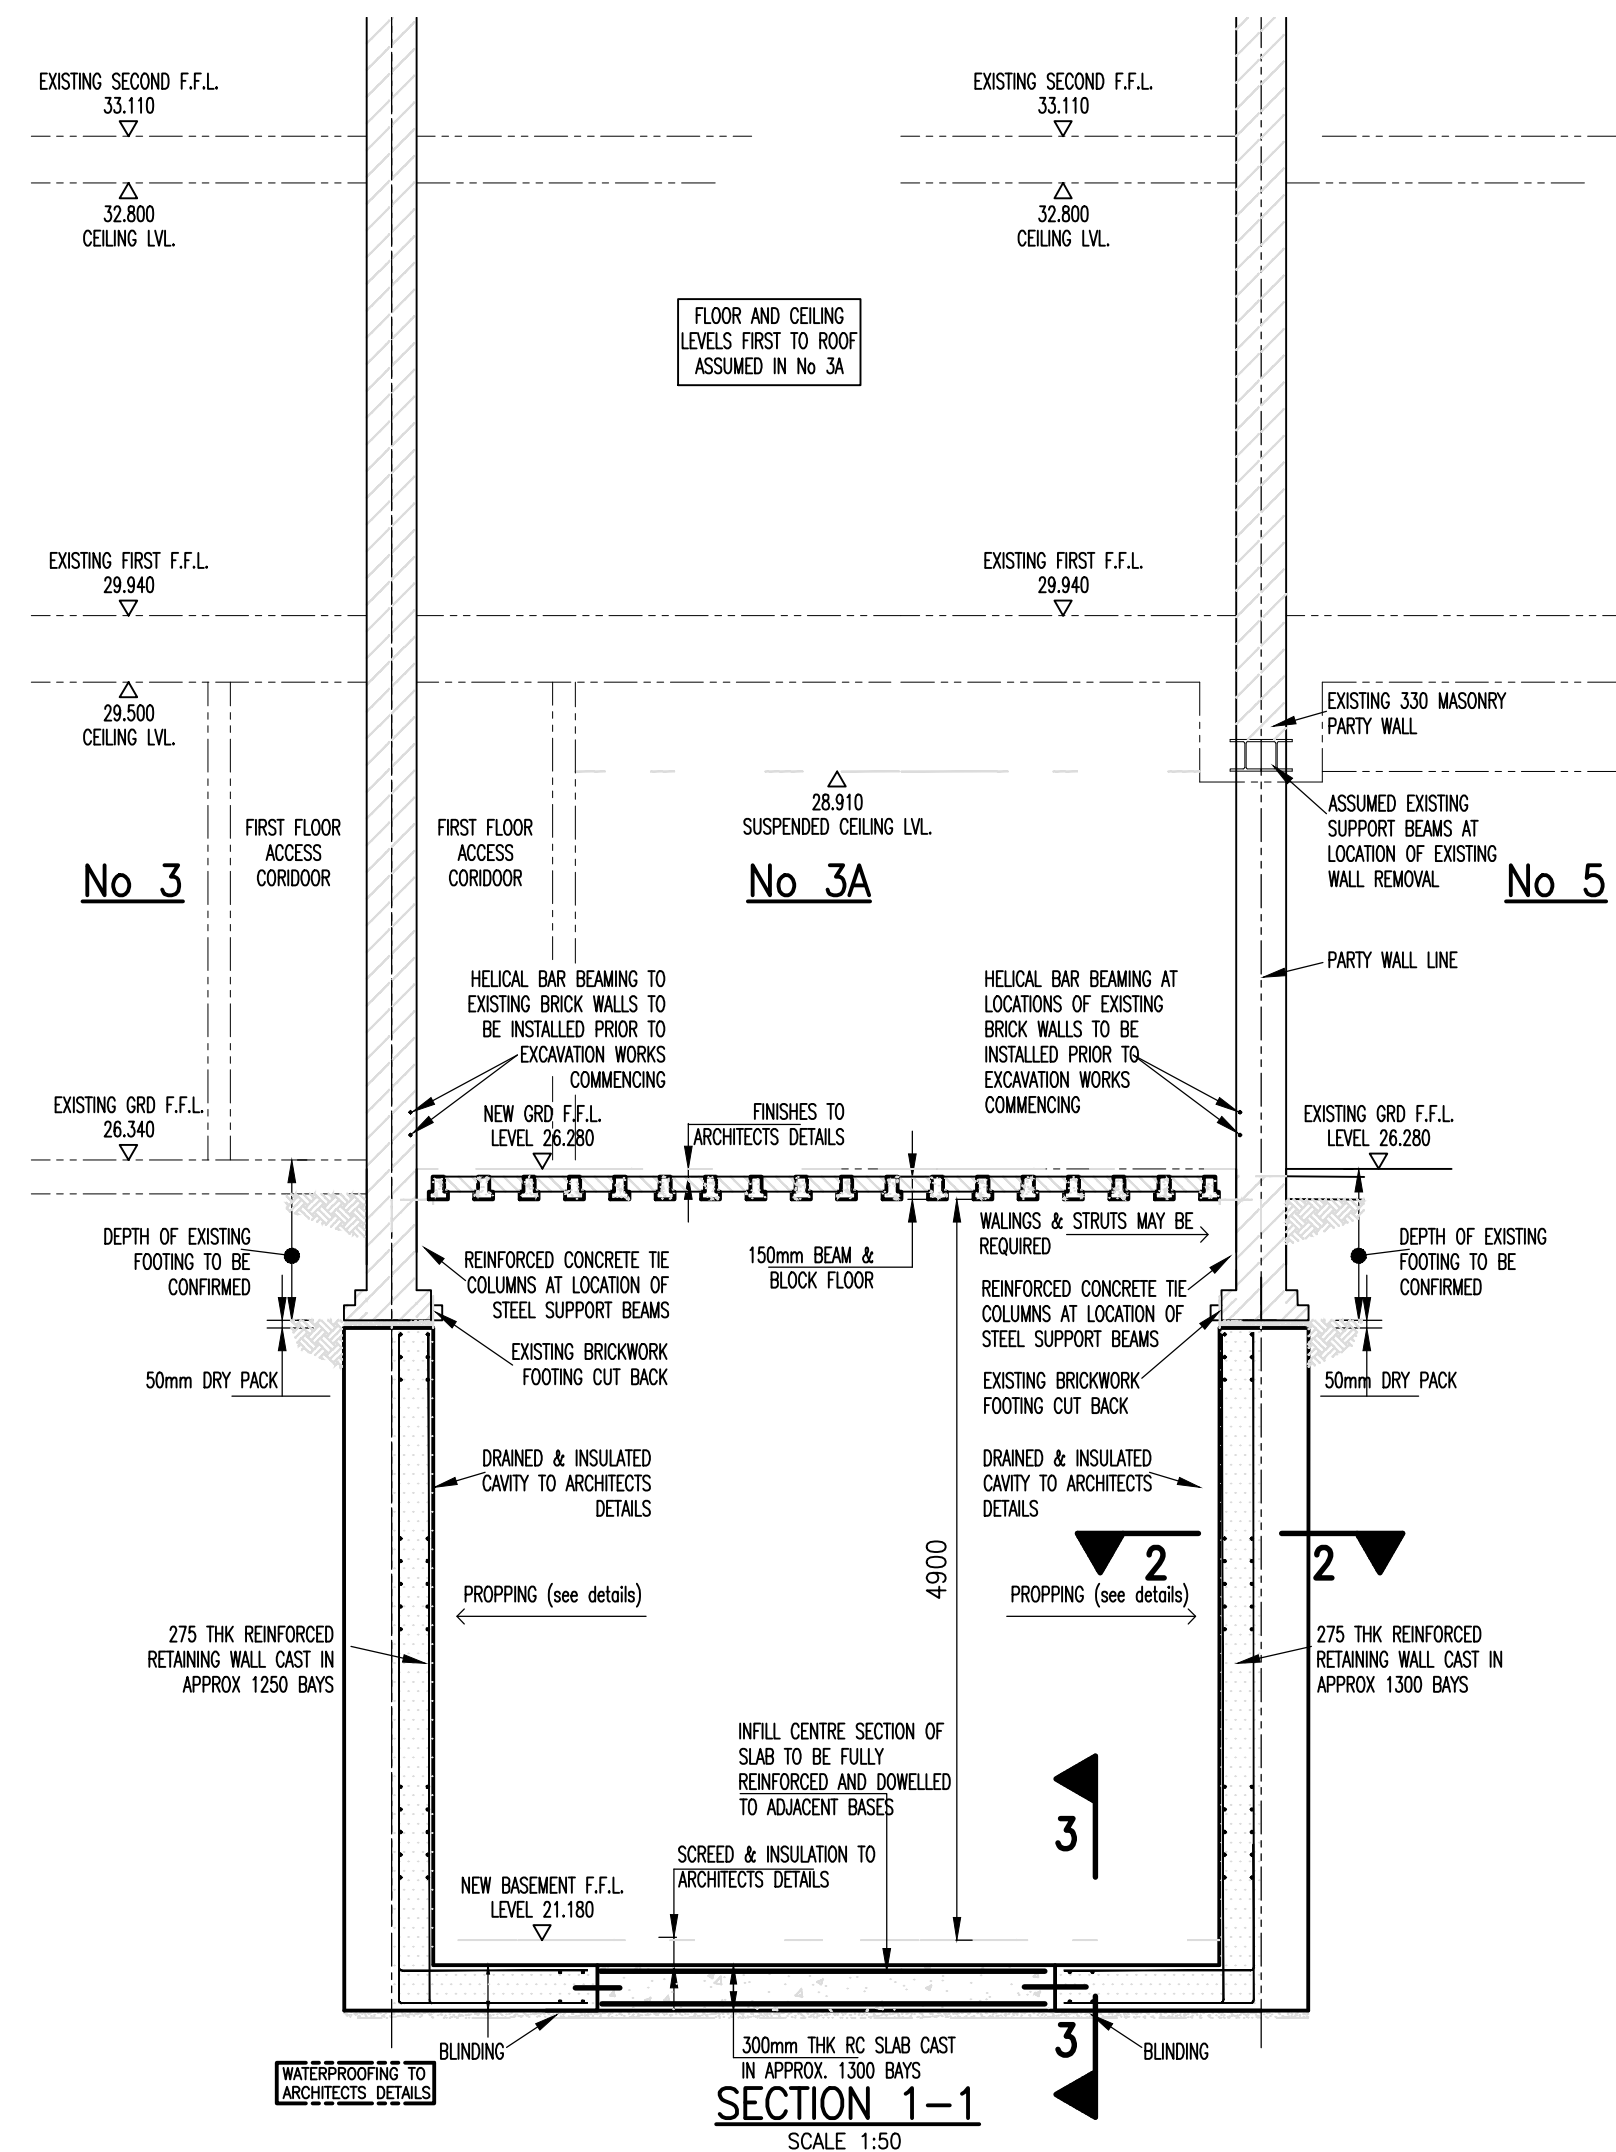 EXISTING SECOND F.F.L.
33.110
EXISTING SECOND F.F.L.
33.110
32.800
CEILING LVL.
32.800
CEILING LVL.
FLOOR AND CEILING
LEVELS FIRST TO ROOF
ASSUMED IN No 3A
EXISTING FIRST F.F.L.
29.940
EXISTING FIRST F.F.L.
29.940
29.500
CEILING LVL.
EXISTING 330 MASONRY
PARTY WALL
28.910
SUSPENDED CEILING LVL.
ASSUMED EXISTING
SUPPORT BEAMS AT
LOCATION OF EXISTING
WALL REMOVAL
FIRST FLOOR
ACCESS
CORIDOOR
FIRST FLOOR
ACCESS
CORIDOOR
No 3
No 3A
No 5
PARTY WALL LINE
HELICAL BAR BEAMING TO
EXISTING BRICK WALLS TO
BE INSTALLED PRIOR TO
EXCAVATION WORKS
COMMENCING
HELICAL BAR BEAMING AT
LOCATIONS OF EXISTING
BRICK WALLS TO BE
INSTALLED PRIOR TO
EXCAVATION WORKS
COMMENCING
EXISTING GRD F.F.L.
26.340
NEW GRD F.F.L.
LEVEL 26.280
FINISHES TO
ARCHITECTS DETAILS
EXISTING GRD F.F.L.
LEVEL 26.280
DEPTH OF EXISTING
FOOTING TO BE
CONFIRMED
REINFORCED CONCRETE TIE
COLUMNS AT LOCATION OF
STEEL SUPPORT BEAMS
150mm BEAM &
BLOCK FLOOR
WALINGS & STRUTS MAY BE
REQUIRED
REINFORCED CONCRETE TIE
COLUMNS AT LOCATION OF
STEEL SUPPORT BEAMS
DEPTH OF EXISTING
FOOTING TO BE
CONFIRMED
50mm DRY PACK
EXISTING BRICKWORK
FOOTING CUT BACK
EXISTING BRICKWORK
FOOTING CUT BACK
50mm DRY PACK
DRAINED & INSULATED
CAVITY TO ARCHITECTS
DETAILS
DRAINED & INSULATED
CAVITY TO ARCHITECTS
DETAILS
4900
2
2
PROPPING (see details)
PROPPING (see details)
275 THK REINFORCED
RETAINING WALL CAST IN
APPROX 1250 BAYS
275 THK REINFORCED
RETAINING WALL CAST IN
APPROX 1300 BAYS
INFILL CENTRE SECTION OF
SLAB TO BE FULLY
REINFORCED AND DOWELLED
TO ADJACENT BASES
3
SCREED & INSULATION TO
ARCHITECTS DETAILS
NEW BASEMENT F.F.L.
LEVEL 21.180
3
BLINDING
300mm THK RC SLAB CAST
IN APPROX. 1300 BAYS
BLINDING
WATERPROOFING TO
ARCHITECTS DETAILS
SECTION 1-1
SCALE 1:50